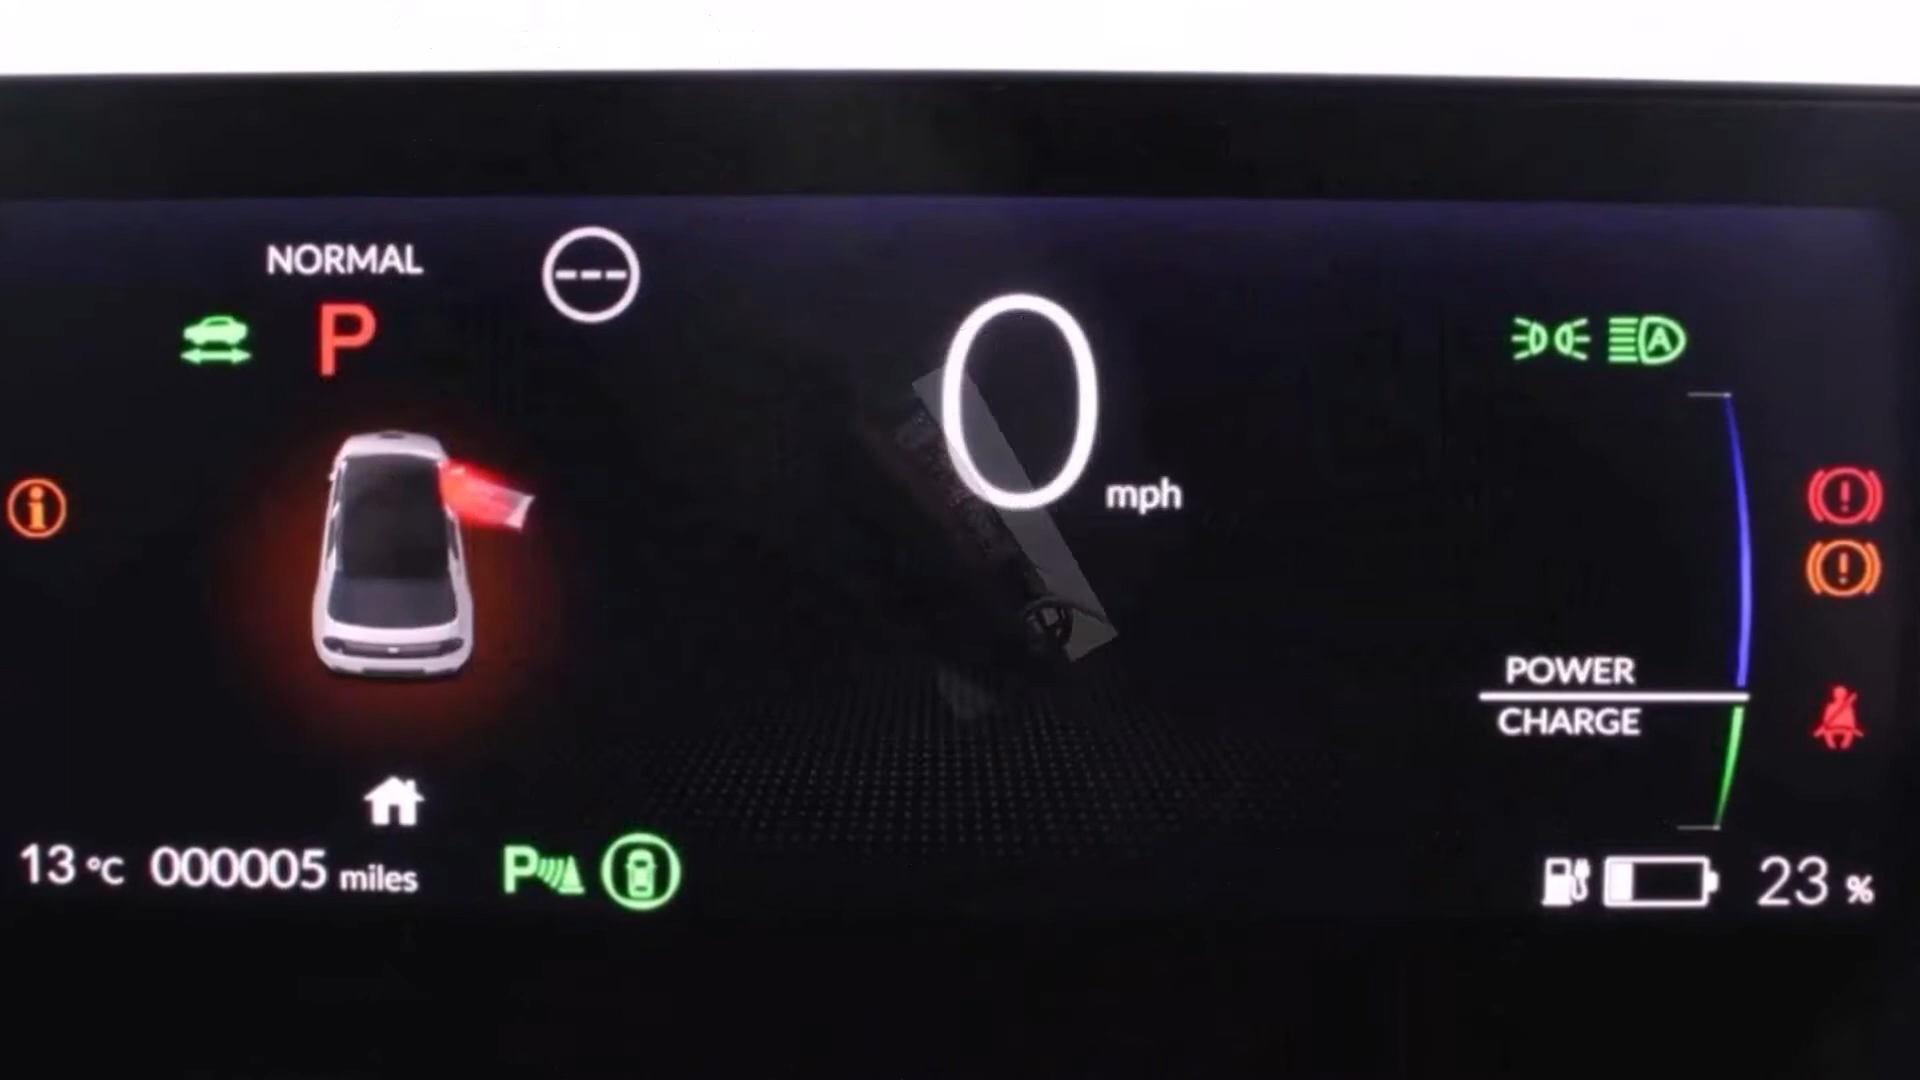 NORMAL
---
P
0
mph
A
POWER
CHARGE
13 °C 000005 miles
P
23 %